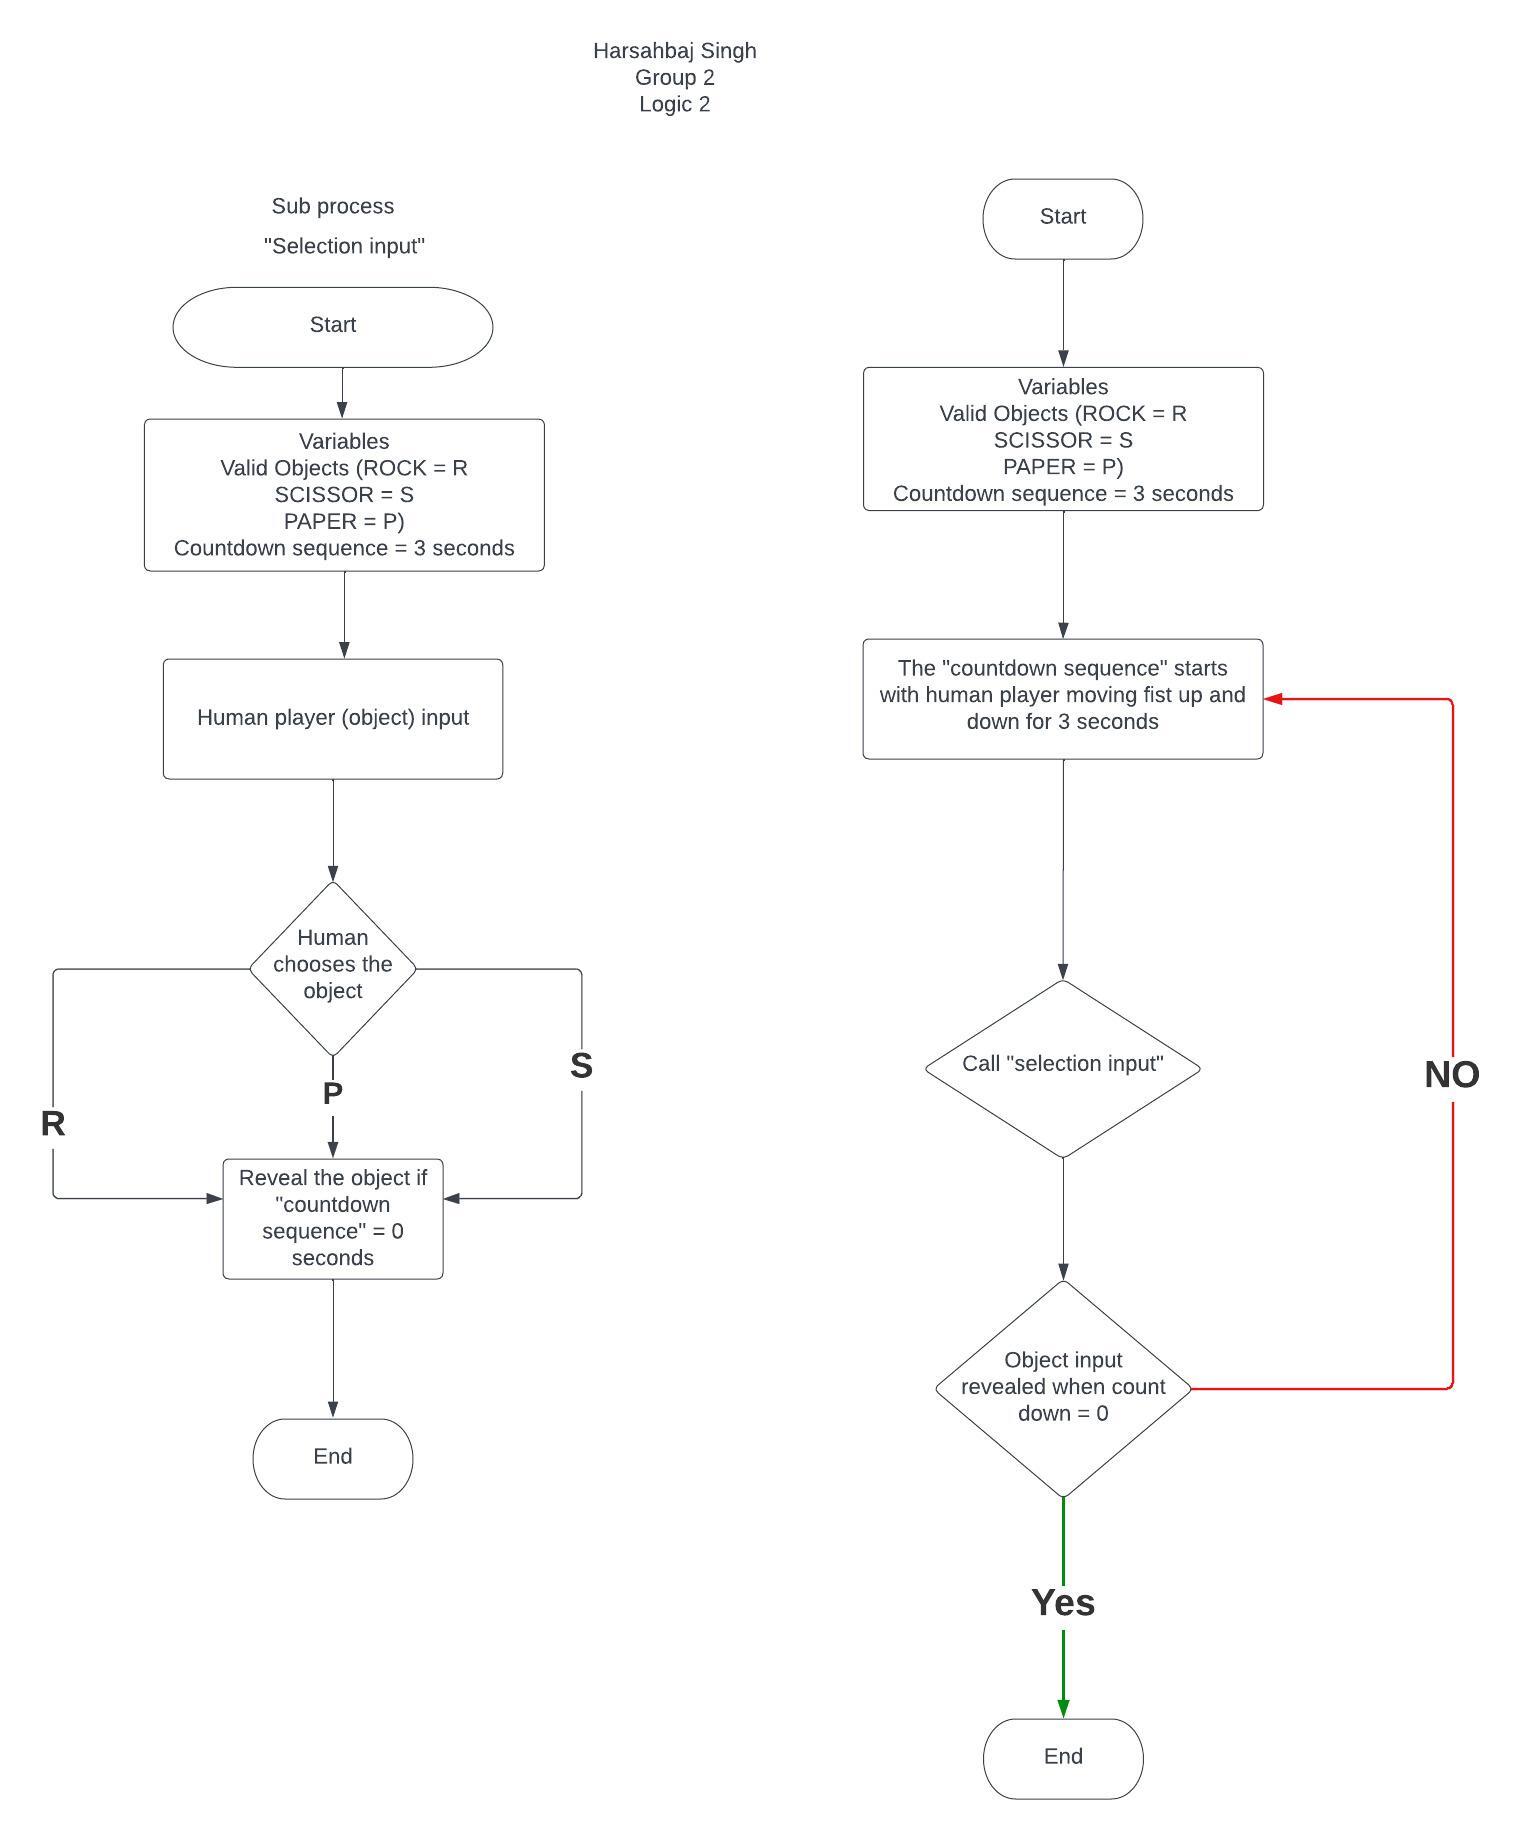 Harsahbaj Singh
Group 2
Logic 2
Sub process
"Selection input"
Start
Variables
Valid Objects (ROCK = R
SCISSOR = S
PAPER = P)
Countdown sequence = 3 seconds
Human player (object) input
Human
chooses the
object
R
P
S
Reveal the object if
"countdown
sequence" = 0
seconds
End
Start
Variables
Valid Objects (ROCK = R
SCISSOR = S
PAPER = P)
Countdown sequence = 3 seconds
The "countdown sequence" starts
with human player moving fist up and
down for 3 seconds
Call "selection input"
NO
Object input
revealed when count
down = 0
Yes
End